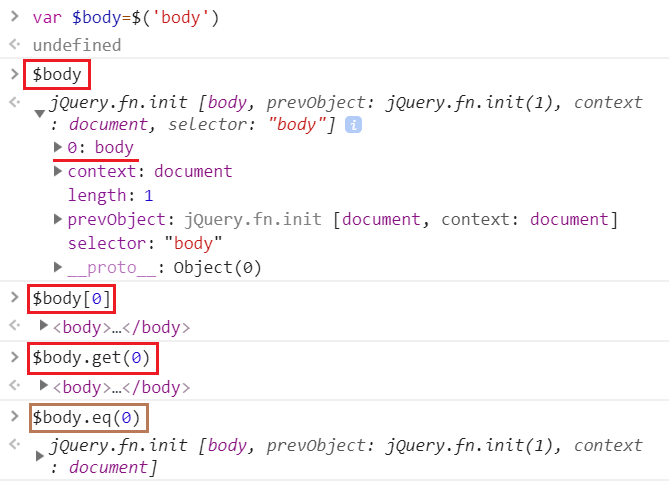 var $body=$('body')
undefined
$body
jQuery.fn.init [body, prevObject: jQuery.fn.init(1), context
: document, selector: "body"] i
0: body
context: document
length: 1
prevObject: jQuery.fn.init [document, context: document]
selector: "body"
__proto__: Object(0)
$body[0]
<body>…</body>
$body.get(0)
<body>…</body>
$body.eq(0)
jQuery.fn.init [body, prevObject: jQuery.fn.init(1), context
: document]